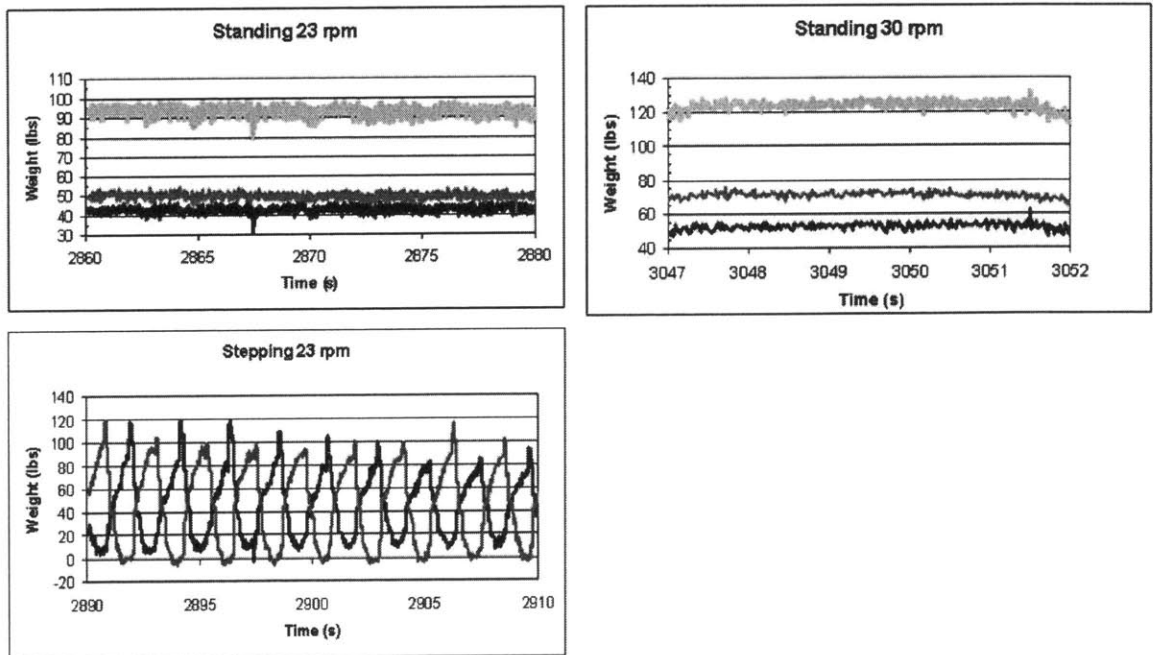 Standing 23 rpm
Weight (lbs)
110
100
90
80
70
60
50
40
30
2860 2865 2870 2875 2880
Time (s)
Standing 30 rpm
Weight (lbs)
140
120
100
80
60
40
3047 3048 3049 3050 3051 3052
Time (s)
Stepping 23 rpm
Weight (lbs)
140
120
100
80
60
40
20
0
-20
2890 2895 2900 2905 2910
Time (s)